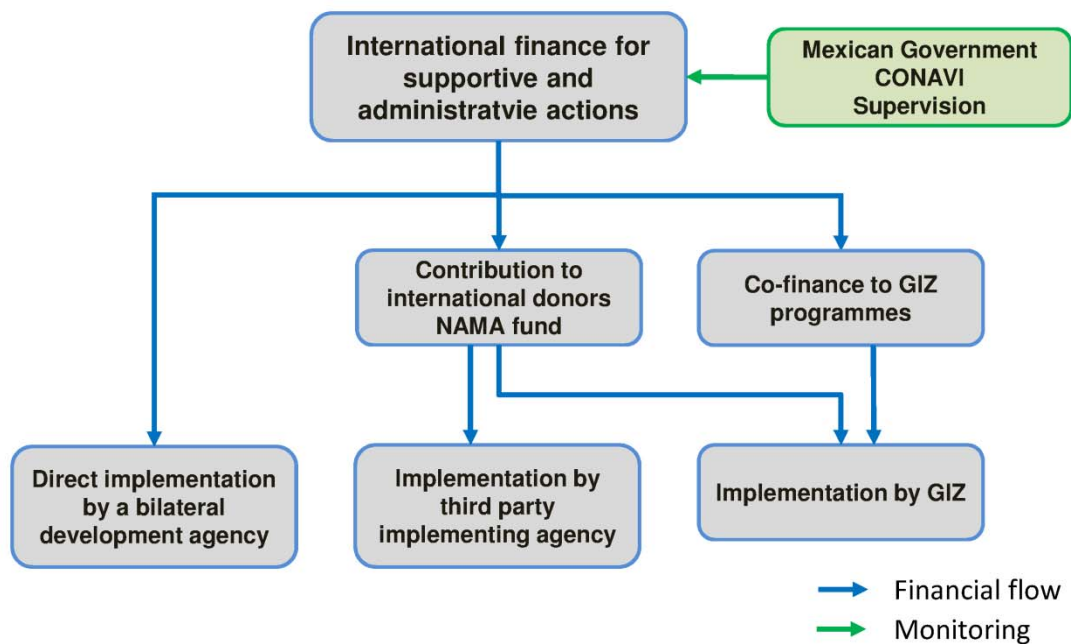 International finance for
supportive and
administratvie actions
Mexican Government
CONAVI
Supervision
Contribution to
international donors
NAMA fund
Co-finance to GIZ
programmes
Direct implementation
by a bilateral
development agency
Implementation by
third party
implementing agency
Implementation by GIZ
Financial flow
Monitoring